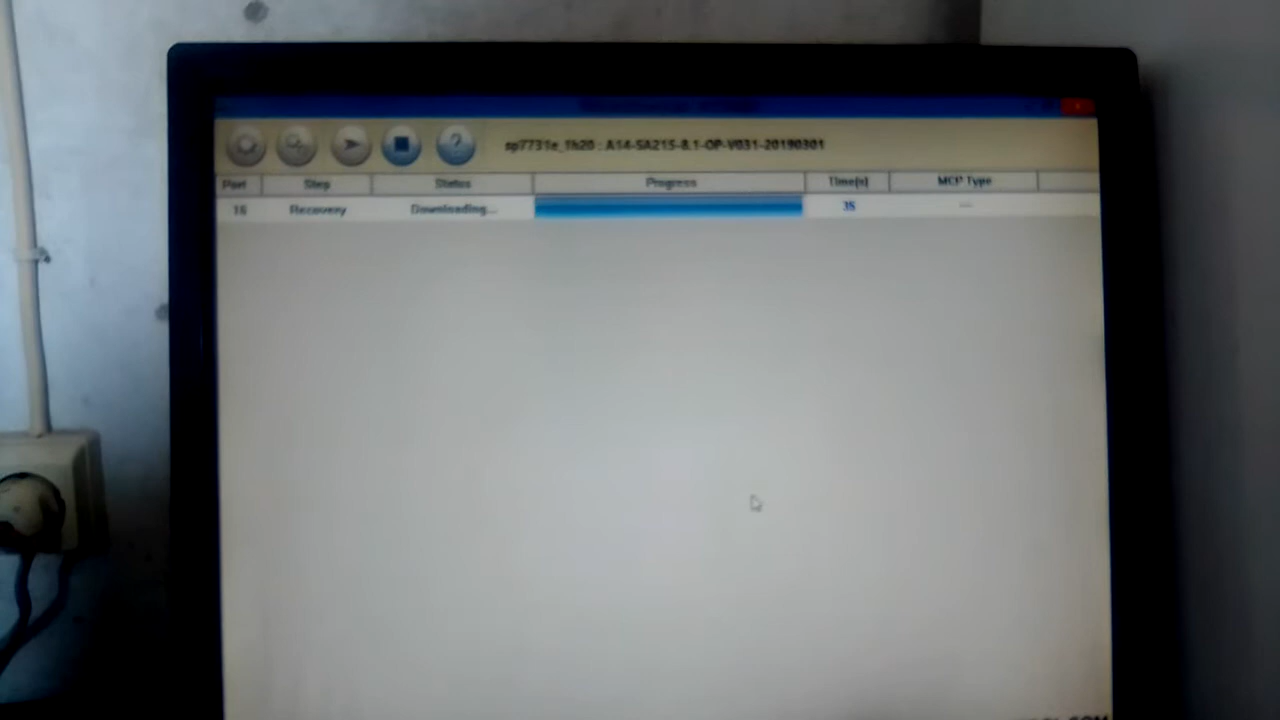 sp7731e_1h20 : A14-SA215-8.1-OP-V031-20190301
Port Step Status Progress Time(s) MCP Type
16 Recovery Downloading... 35 ---